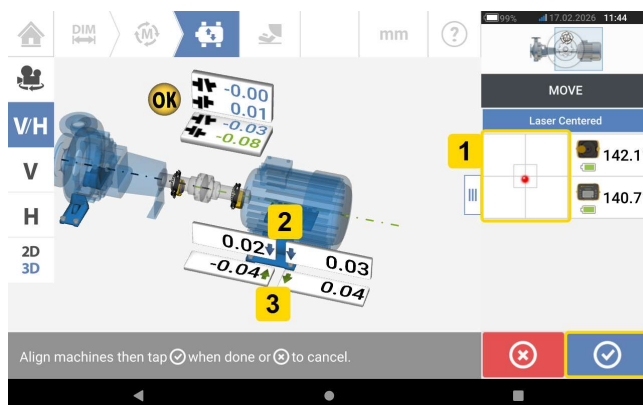 99% 17.02.2026 11:44
DIM
M
mm
?
MOVE
Laser Centered
V/H
V
H
2D
3D
OK
-0.00
0.01
-0.03
-0.08
1
142.1
140.7
2
0.02
0.03
-0.04
0.04
3
Align machines then tap when done or to cancel.